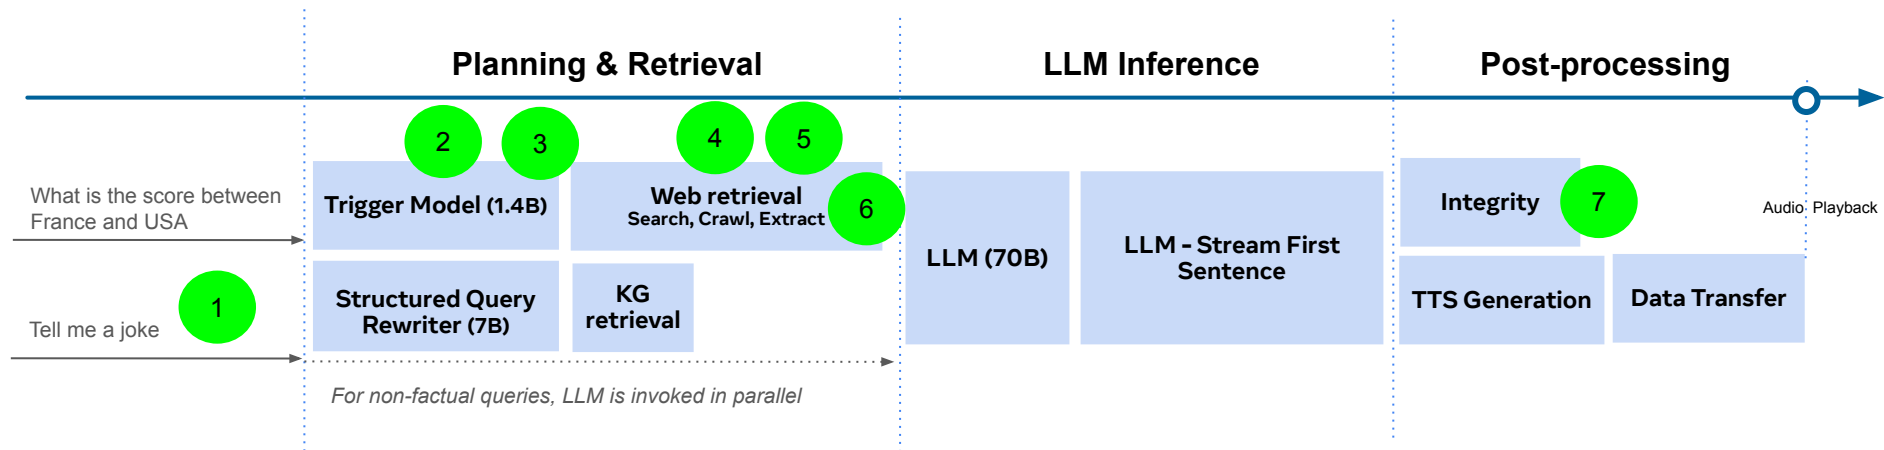 Planning & Retrieval
LLM Inference
Post-processing
2
3
4
5
What is the score between
France and USA
Trigger Model (1.4B)
Web retrieval
Search, Crawl, Extract
6
LLM (70B)
LLM - Stream First
Sentence
Integrity
7
Audio Playback
1
Tell me a joke
Structured Query
Rewriter (7B)
KG
retrieval
TTS Generation
Data Transfer
For non-factual queries, LLM is invoked in parallel